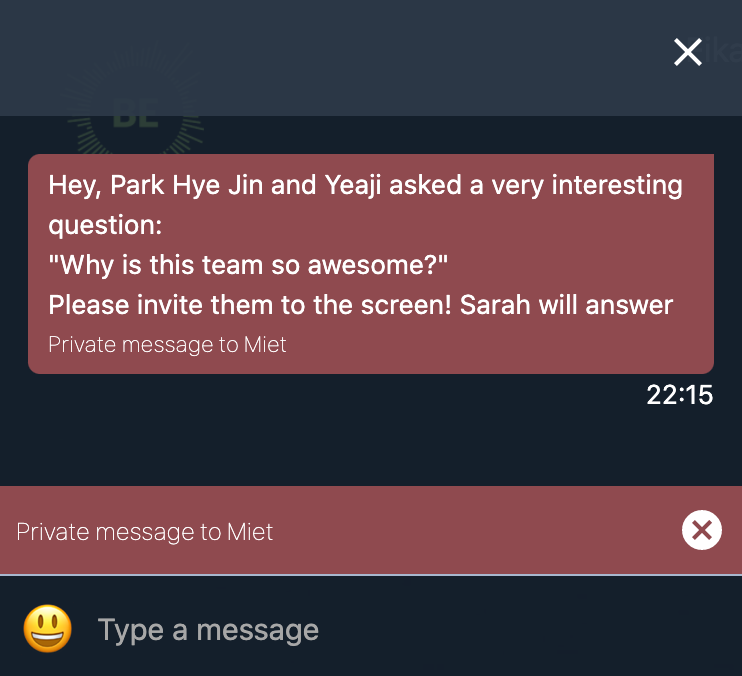 BE
Hey, Park Hye Jin and Yeaji asked a very interesting
question:
"Why is this team so awesome?"
Please invite them to the screen! Sarah will answer
Private message to Miet
22:15
Private message to Miet
Type a message